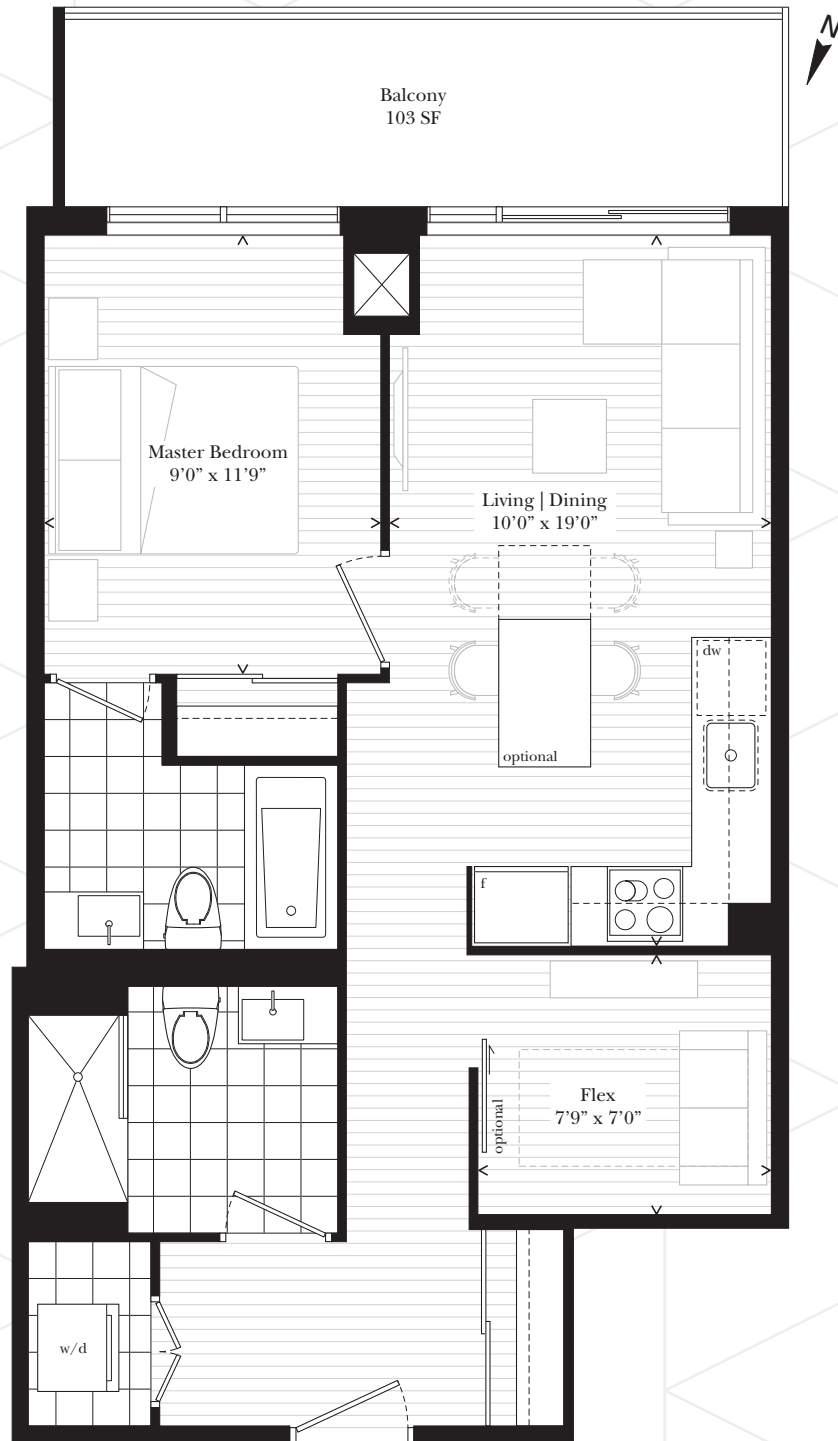 N
Balcony
103 SF
Master Bedroom
9’0” x 11’9”
Living | Dining
10’0” x 19’0”
dw
optional
f
Flex
7’9” x 7’0”
optional
w/d